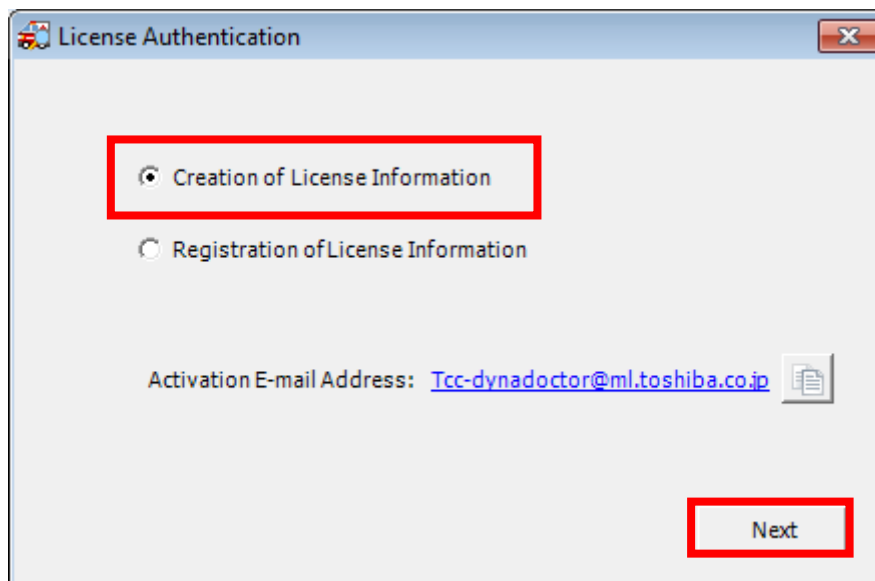 License Authentication
Creation of License Information
Registration of License Information
Activation E-mail Address: Tcc-dynadoctor@ml.toshiba.co.jp
Next